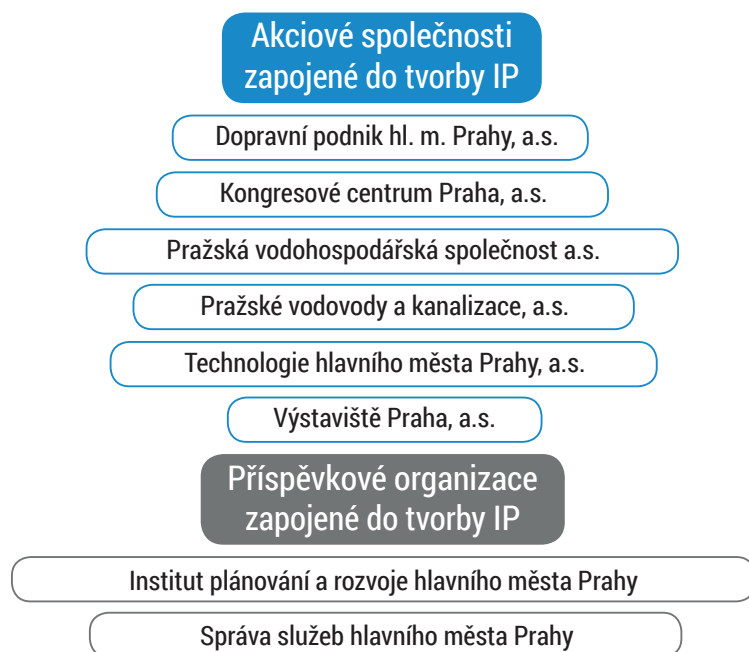 Akciové společnosti
zapojené do tvorby IP
Dopravní podnik hl. m. Prahy, a.s.
Kongresové centrum Praha, a.s.
Pražská vodohospodářská společnost a.s.
Pražské vodovody a kanalizace, a.s.
Technologie hlavního města Prahy, a.s.
Výstaviště Praha, a.s.
Příspěvkové organizace
zapojené do tvorby IP
Institut plánování a rozvoje hlavního města Prahy
Správa služeb hlavního města Prahy